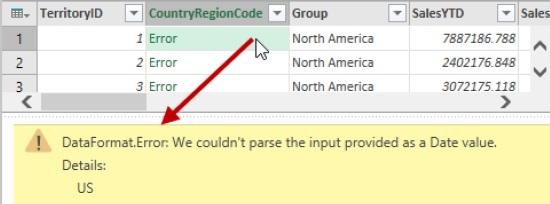 TerritoryID CountryRegionCode Group SalesYTD Sales
1 1 Error North America 7887186.788
2 2 Error North America 2402176.848
3 3 Error North America 3072175.118
DataFormat.Error: We couldn't parse the input provided as a Date value.
Details:
US